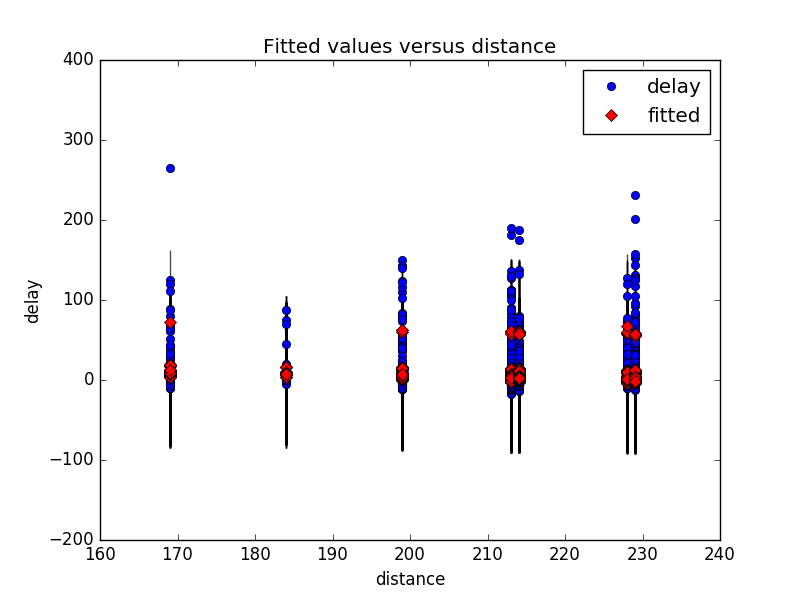 Fitted values versus distance
400
300
200
100
0
−100
−200
delay
delay
fitted
160 170 180 190 200 210 220 230 240
distance